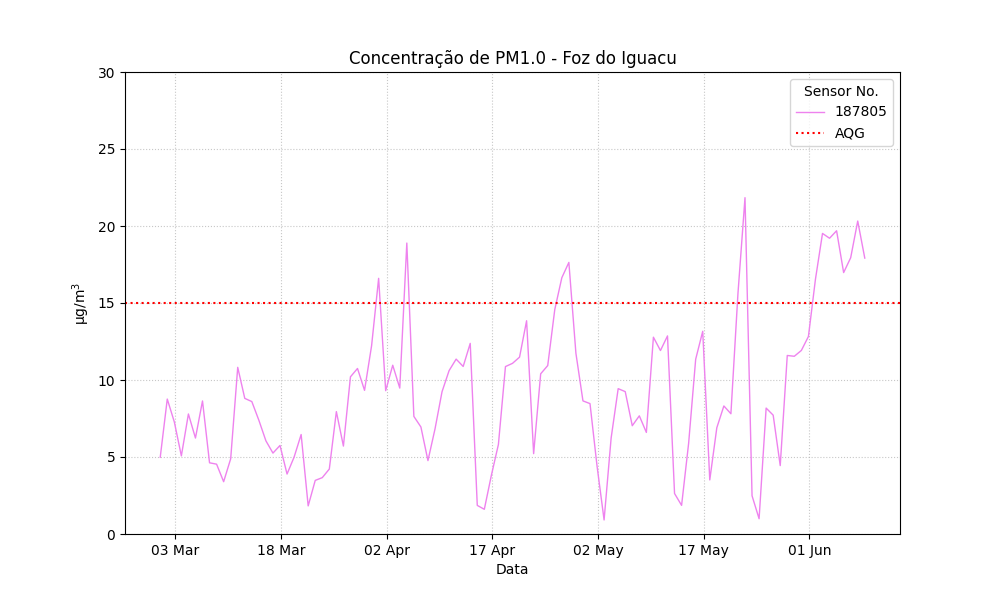 Concentração de PM1.0 - Foz do Iguacu
Sensor No.
187805
AQG
30
25
20
15
10
5
0
µg/m³
03 Mar
18 Mar
02 Apr
17 Apr
02 May
17 May
01 Jun
Data